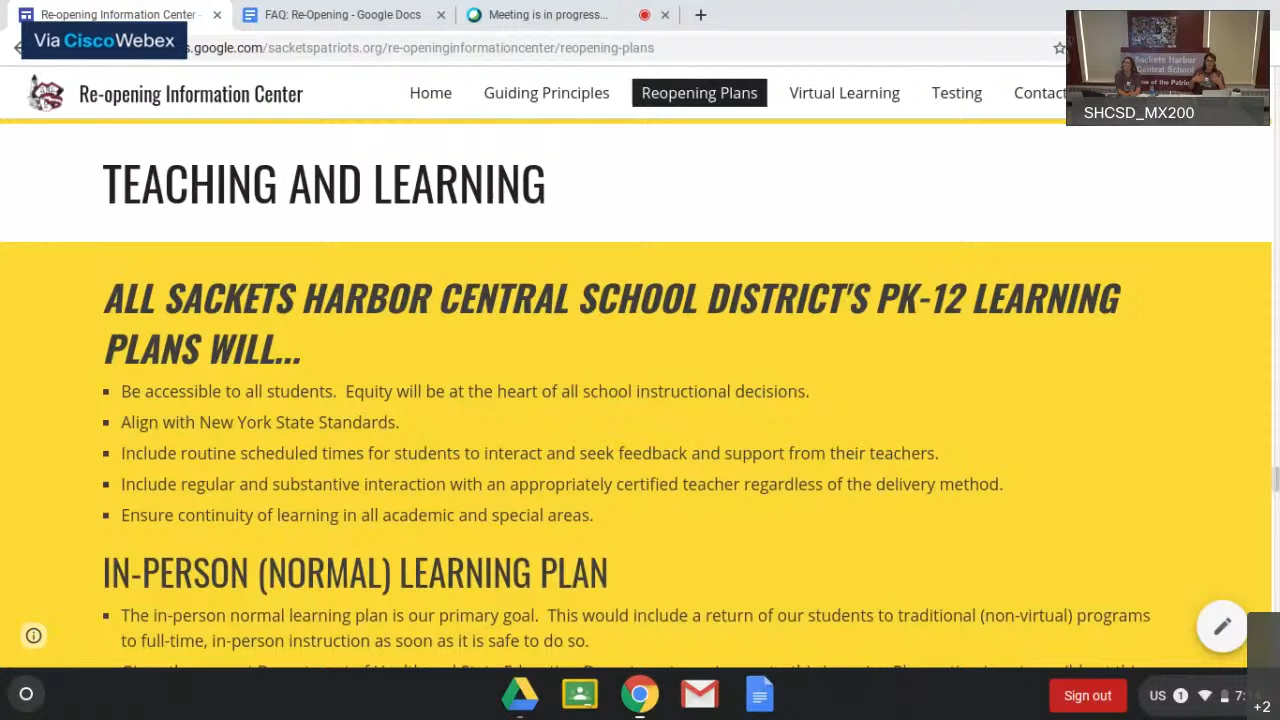 Re-opening Information Center -
FAQ: Re-Opening - Google Docs
Meeting is in progress...
Via CiscoWebex
s.google.com/sacketspatriots.org/re-openinginformationcenter/reopening-plans
Sackets Harbor
Central School
SHCSD_MX200
Re-opening Information Center
Home Guiding Principles Reopening Plans Virtual Learning Testing Contact
TEACHING AND LEARNING
ALL SACKETS HARBOR CENTRAL SCHOOL DISTRICT'S PK-12 LEARNING
PLANS WILL...
Be accessible to all students. Equity will be at the heart of all school instructional decisions.
Align with New York State Standards.
Include routine scheduled times for students to interact and seek feedback and support from their teachers.
Include regular and substantive interaction with an appropriately certified teacher regardless of the delivery method.
Ensure continuity of learning in all academic and special areas.
IN-PERSON (NORMAL) LEARNING PLAN
The in-person normal learning plan is our primary goal. This would include a return of our students to traditional (non-virtual) programs
to full-time, in-person instruction as soon as it is safe to do so.
Sign out
US 1
+2